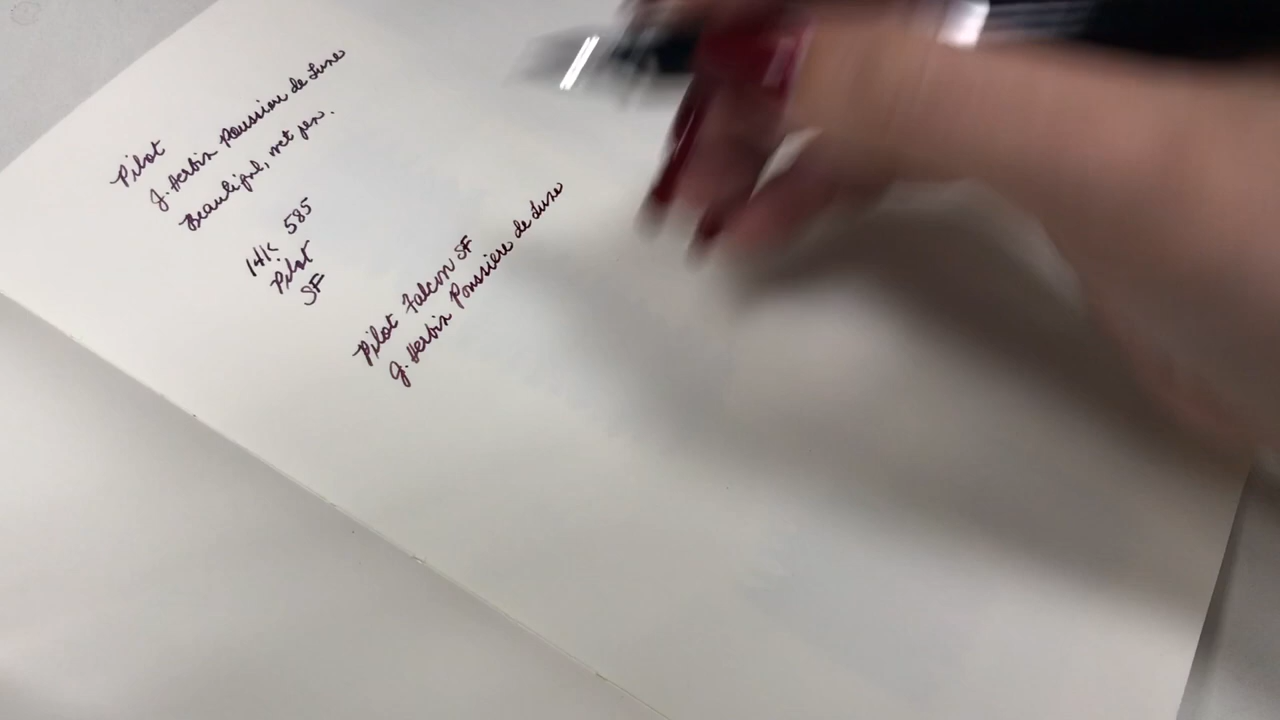 Pilot
J. Herbin Poussiere de Lune
Beautiful, wet pen.
14K 585
Pilot
SF
Pilot Falcon SF
J. Herbin Poussiere de Lune